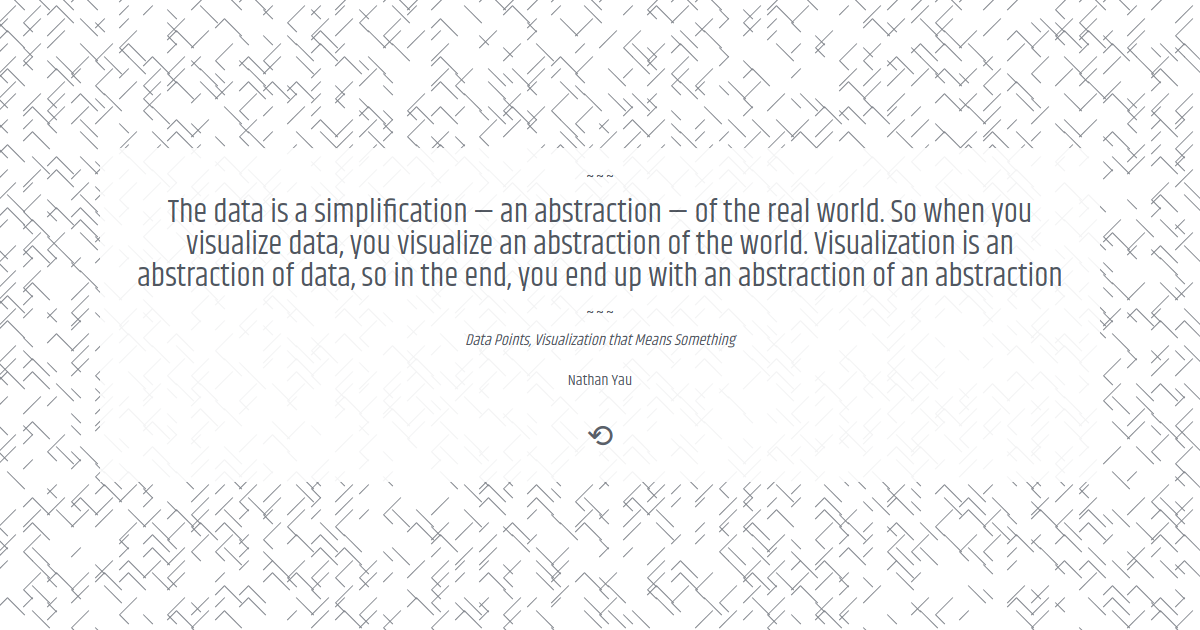 ~~~
The data is a simplification — an abstraction — of the real world. So when you
visualize data, you visualize an abstraction of the world. Visualization is an
abstraction of data, so in the end, you end up with an abstraction of an abstraction
~~~
Data Points, Visualization that Means Something
Nathan Yau
⟲